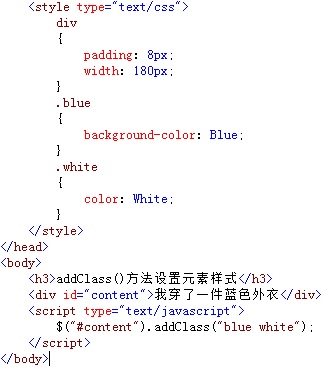 <style type="text/css">
div
{
padding: 8px;
width: 180px;
}
.blue
{
background-color: Blue;
}
.white
{
color: White;
}
</style>
</head>
<body>
<h3>addClass()方法设置元素样式</h3>
<div id="content">我穿了一件蓝色外衣</div>
<script type="text/javascript">
$("#content").addClass("blue white");
</script>
</body>